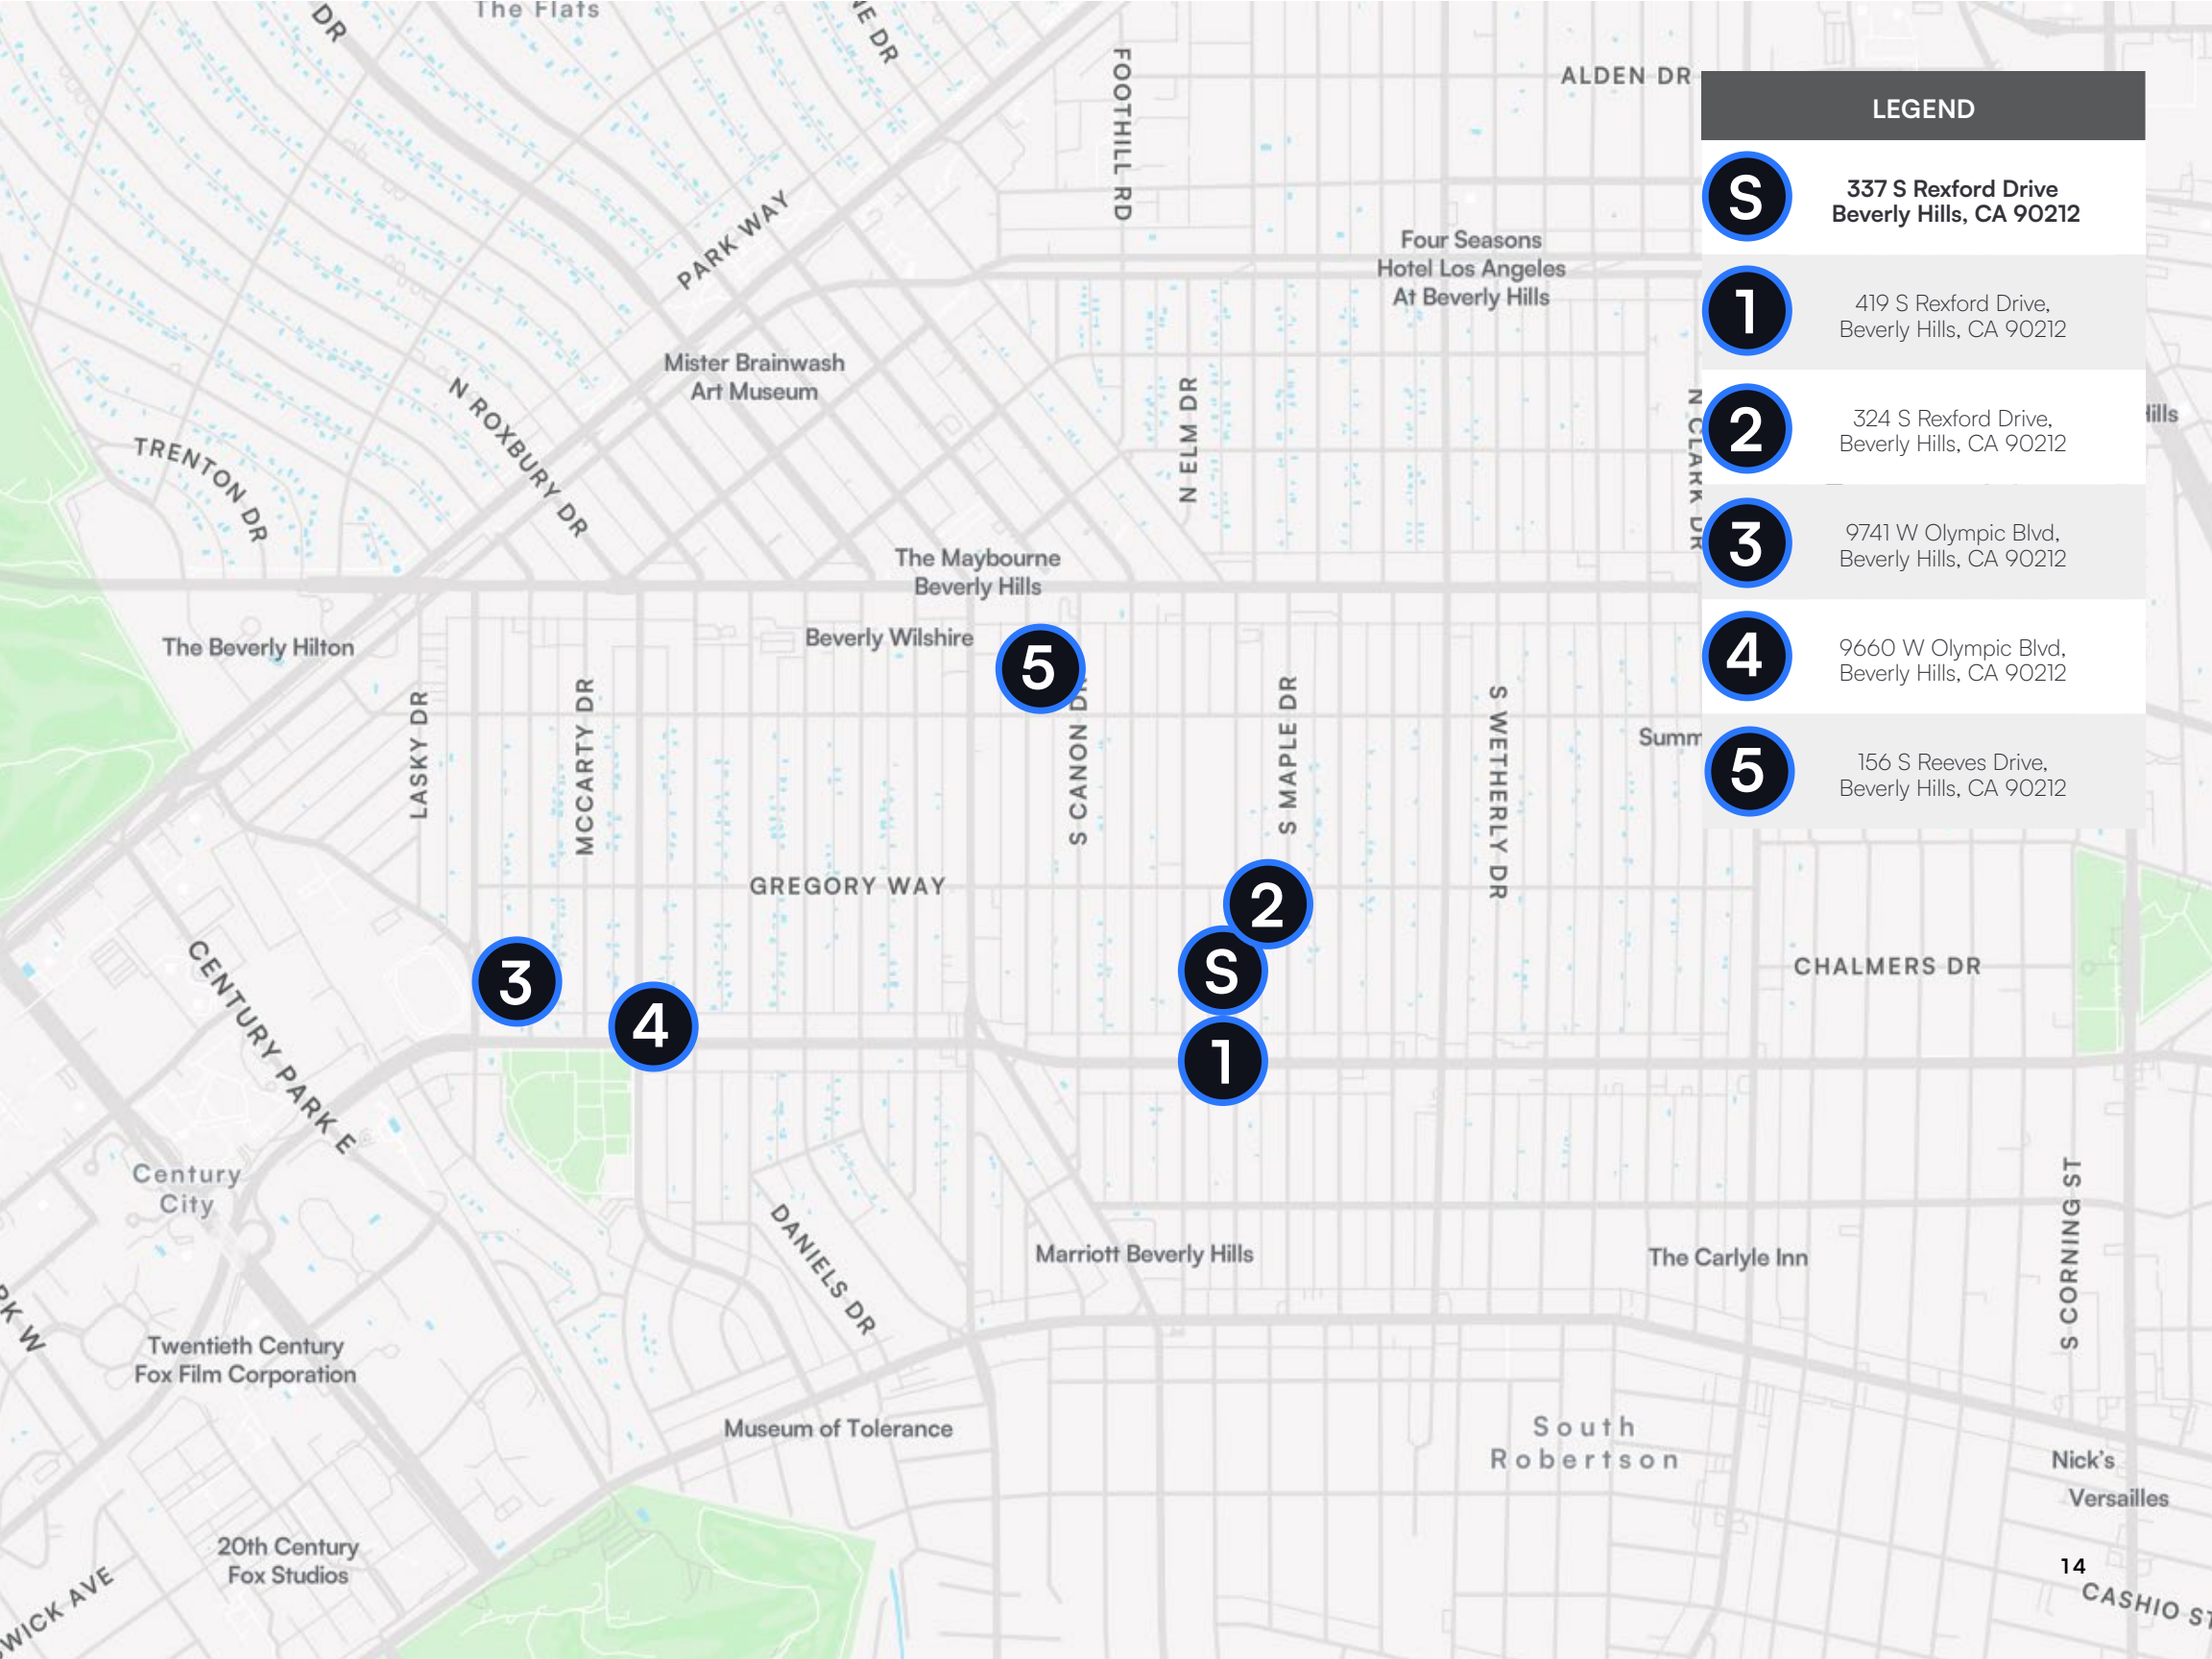 The Flats
DR
NE DR
FOOTHILL RD
ALDEN DR
PARK WAY
Four Seasons
Hotel Los Angeles
At Beverly Hills
Mister Brainwash
Art Museum
N ROXBURY DR
TRENTON DR
N ELM DR
N CLARK DR
The Maybourne
Beverly Hills
The Beverly Hilton
Beverly Wilshire
5
LASKY DR
MCCARTY DR
S CANON DR
S MAPLE DR
S WETHERLY DR
Summ
GREGORY WAY
2
S
1
3
4
CENTURY PARK E
CHALMERS DR
Century
City
DANIELS DR
Marriott Beverly Hills
The Carlyle Inn
S CORNING ST
RK W
Twentieth Century
Fox Film Corporation
Museum of Tolerance
South
Robertson
Nick's
Versailles
20th Century
Fox Studios
WICK AVE
CASHIO ST
14
LEGEND
S
337 S Rexford Drive
Beverly Hills, CA 90212
1
419 S Rexford Drive,
Beverly Hills, CA 90212
2
324 S Rexford Drive,
Beverly Hills, CA 90212
3
9741 W Olympic Blvd,
Beverly Hills, CA 90212
4
9660 W Olympic Blvd,
Beverly Hills, CA 90212
5
156 S Reeves Drive,
Beverly Hills, CA 90212